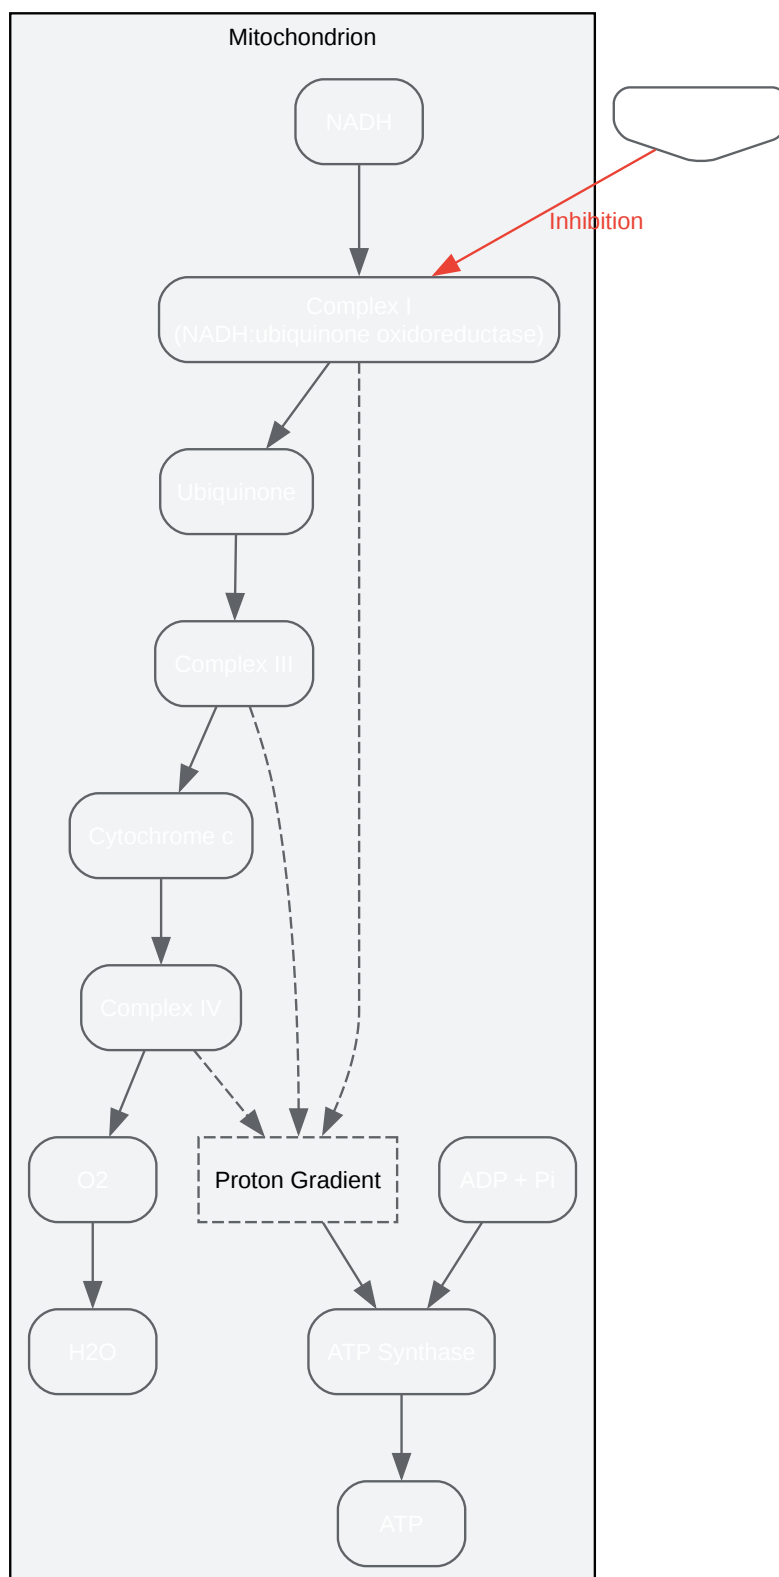 Mitochondrion
NADH
Inhibition
Complex I
(NADH:ubiquinone oxidoreductase)
Ubiquinone
Complex III
Cytochrome c
Complex IV
O2
Proton Gradient
ADP + Pi
H2O
ATP Synthase
ATP